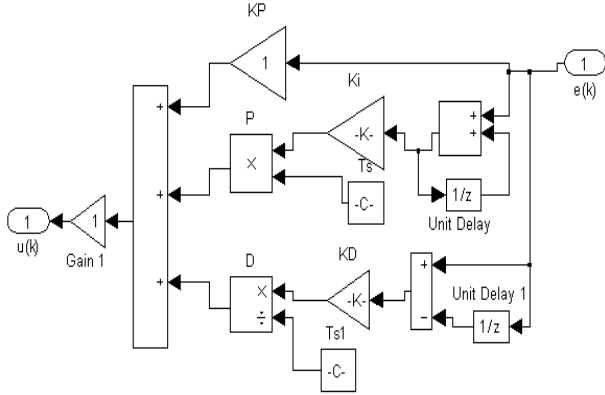 KP
1
1
e(k)
Ki
-K-
+
+
P
X
Ts
-C-
1/z
Unit Delay
+
+
+
1
u(k)
1
Gain 1
D
X
÷
KD
-K-
+
−
Unit Delay 1
1/z
Ts1
-C-